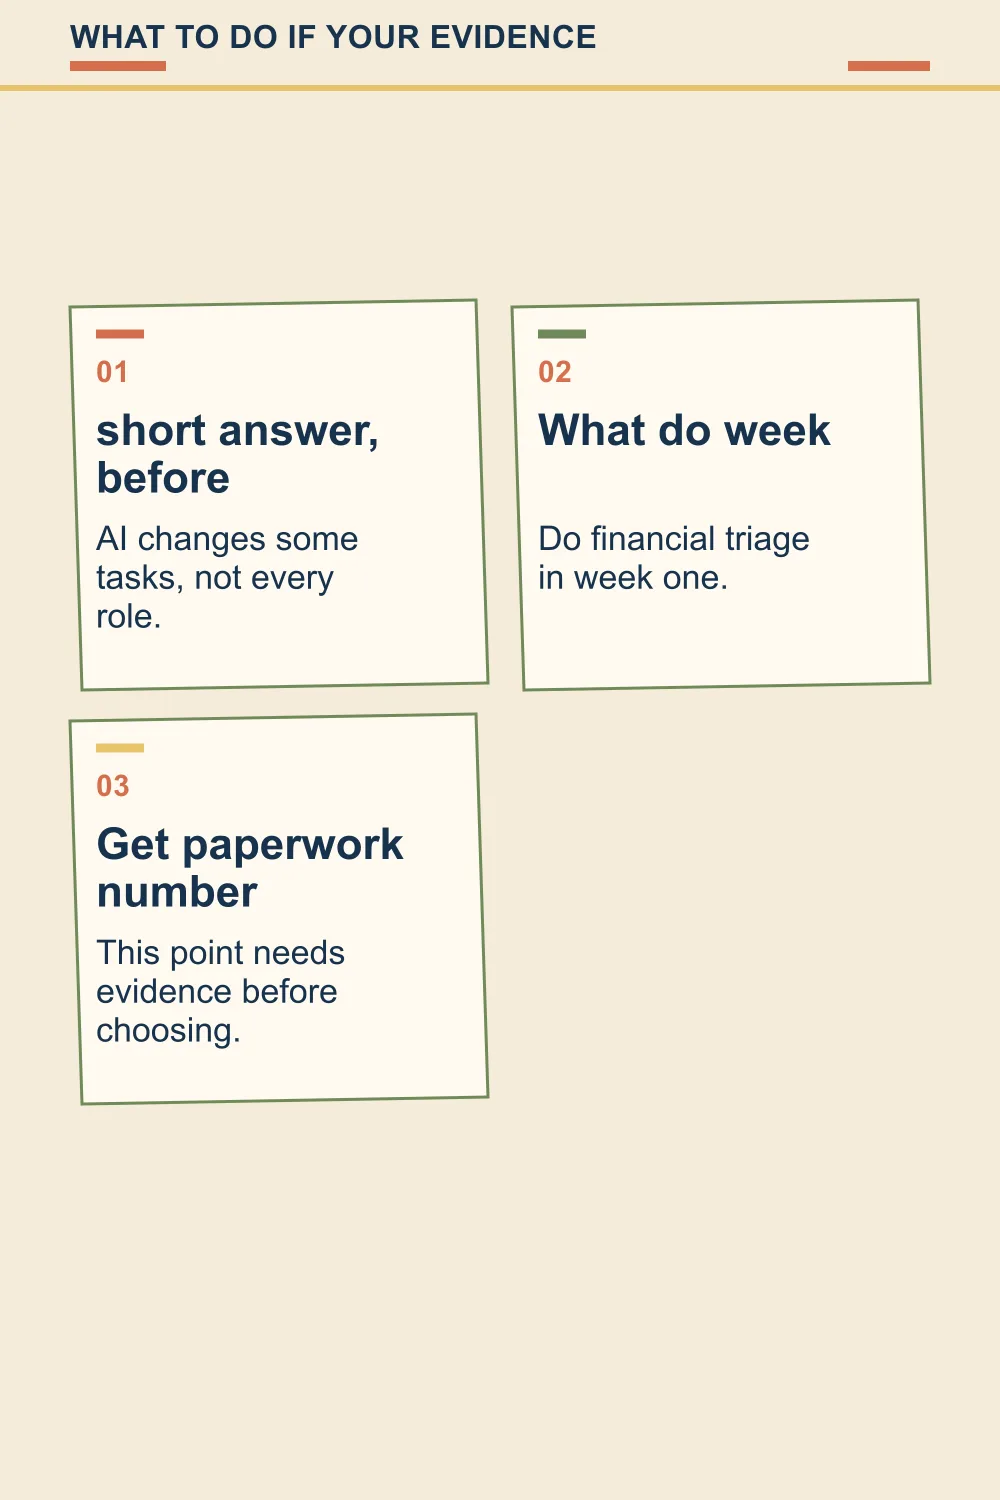 WHAT TO DO IF YOUR EVIDENCE
01
short answer,
before
AI changes some
tasks, not every
role.
02
What do week
Do financial triage
in week one.
03
Get paperwork
number
This point needs
evidence before
choosing.